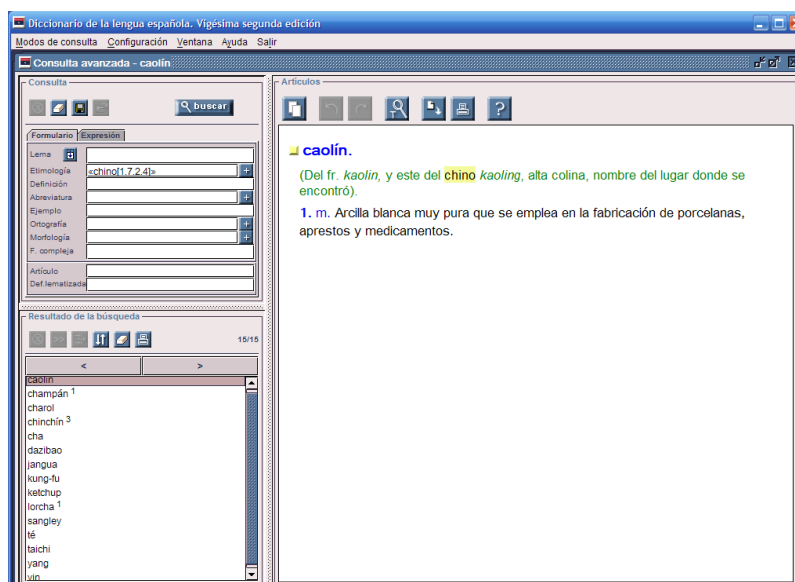 Diccionario de la lengua española. Vigésima segunda edición
Modos de consulta Configuración Ventana Ayuda Salir
Consulta avanzada - caolín
Consulta
buscar
Formulario Expresión
Lema
Etimología «chino[1.7.2.4]»
Definición
Abreviatura
Ejemplo
Ortografía
Morfología
F. compleja
Artículo
Def.lematizada
Resultado de la búsqueda
15/15
< >
caolín
champán 1
charol
chinchín 3
cha
dazibao
jangua
kung-fu
ketchup
lorcha 1
sangley
té
taichi
yang
yin
Artículos
?
caolín.
(Del fr. kaolin, y este del chino kaoling, alta colina, nombre del lugar donde se
encontró).
1. m. Arcilla blanca muy pura que se emplea en la fabricación de porcelanas,
aprestos y medicamentos.